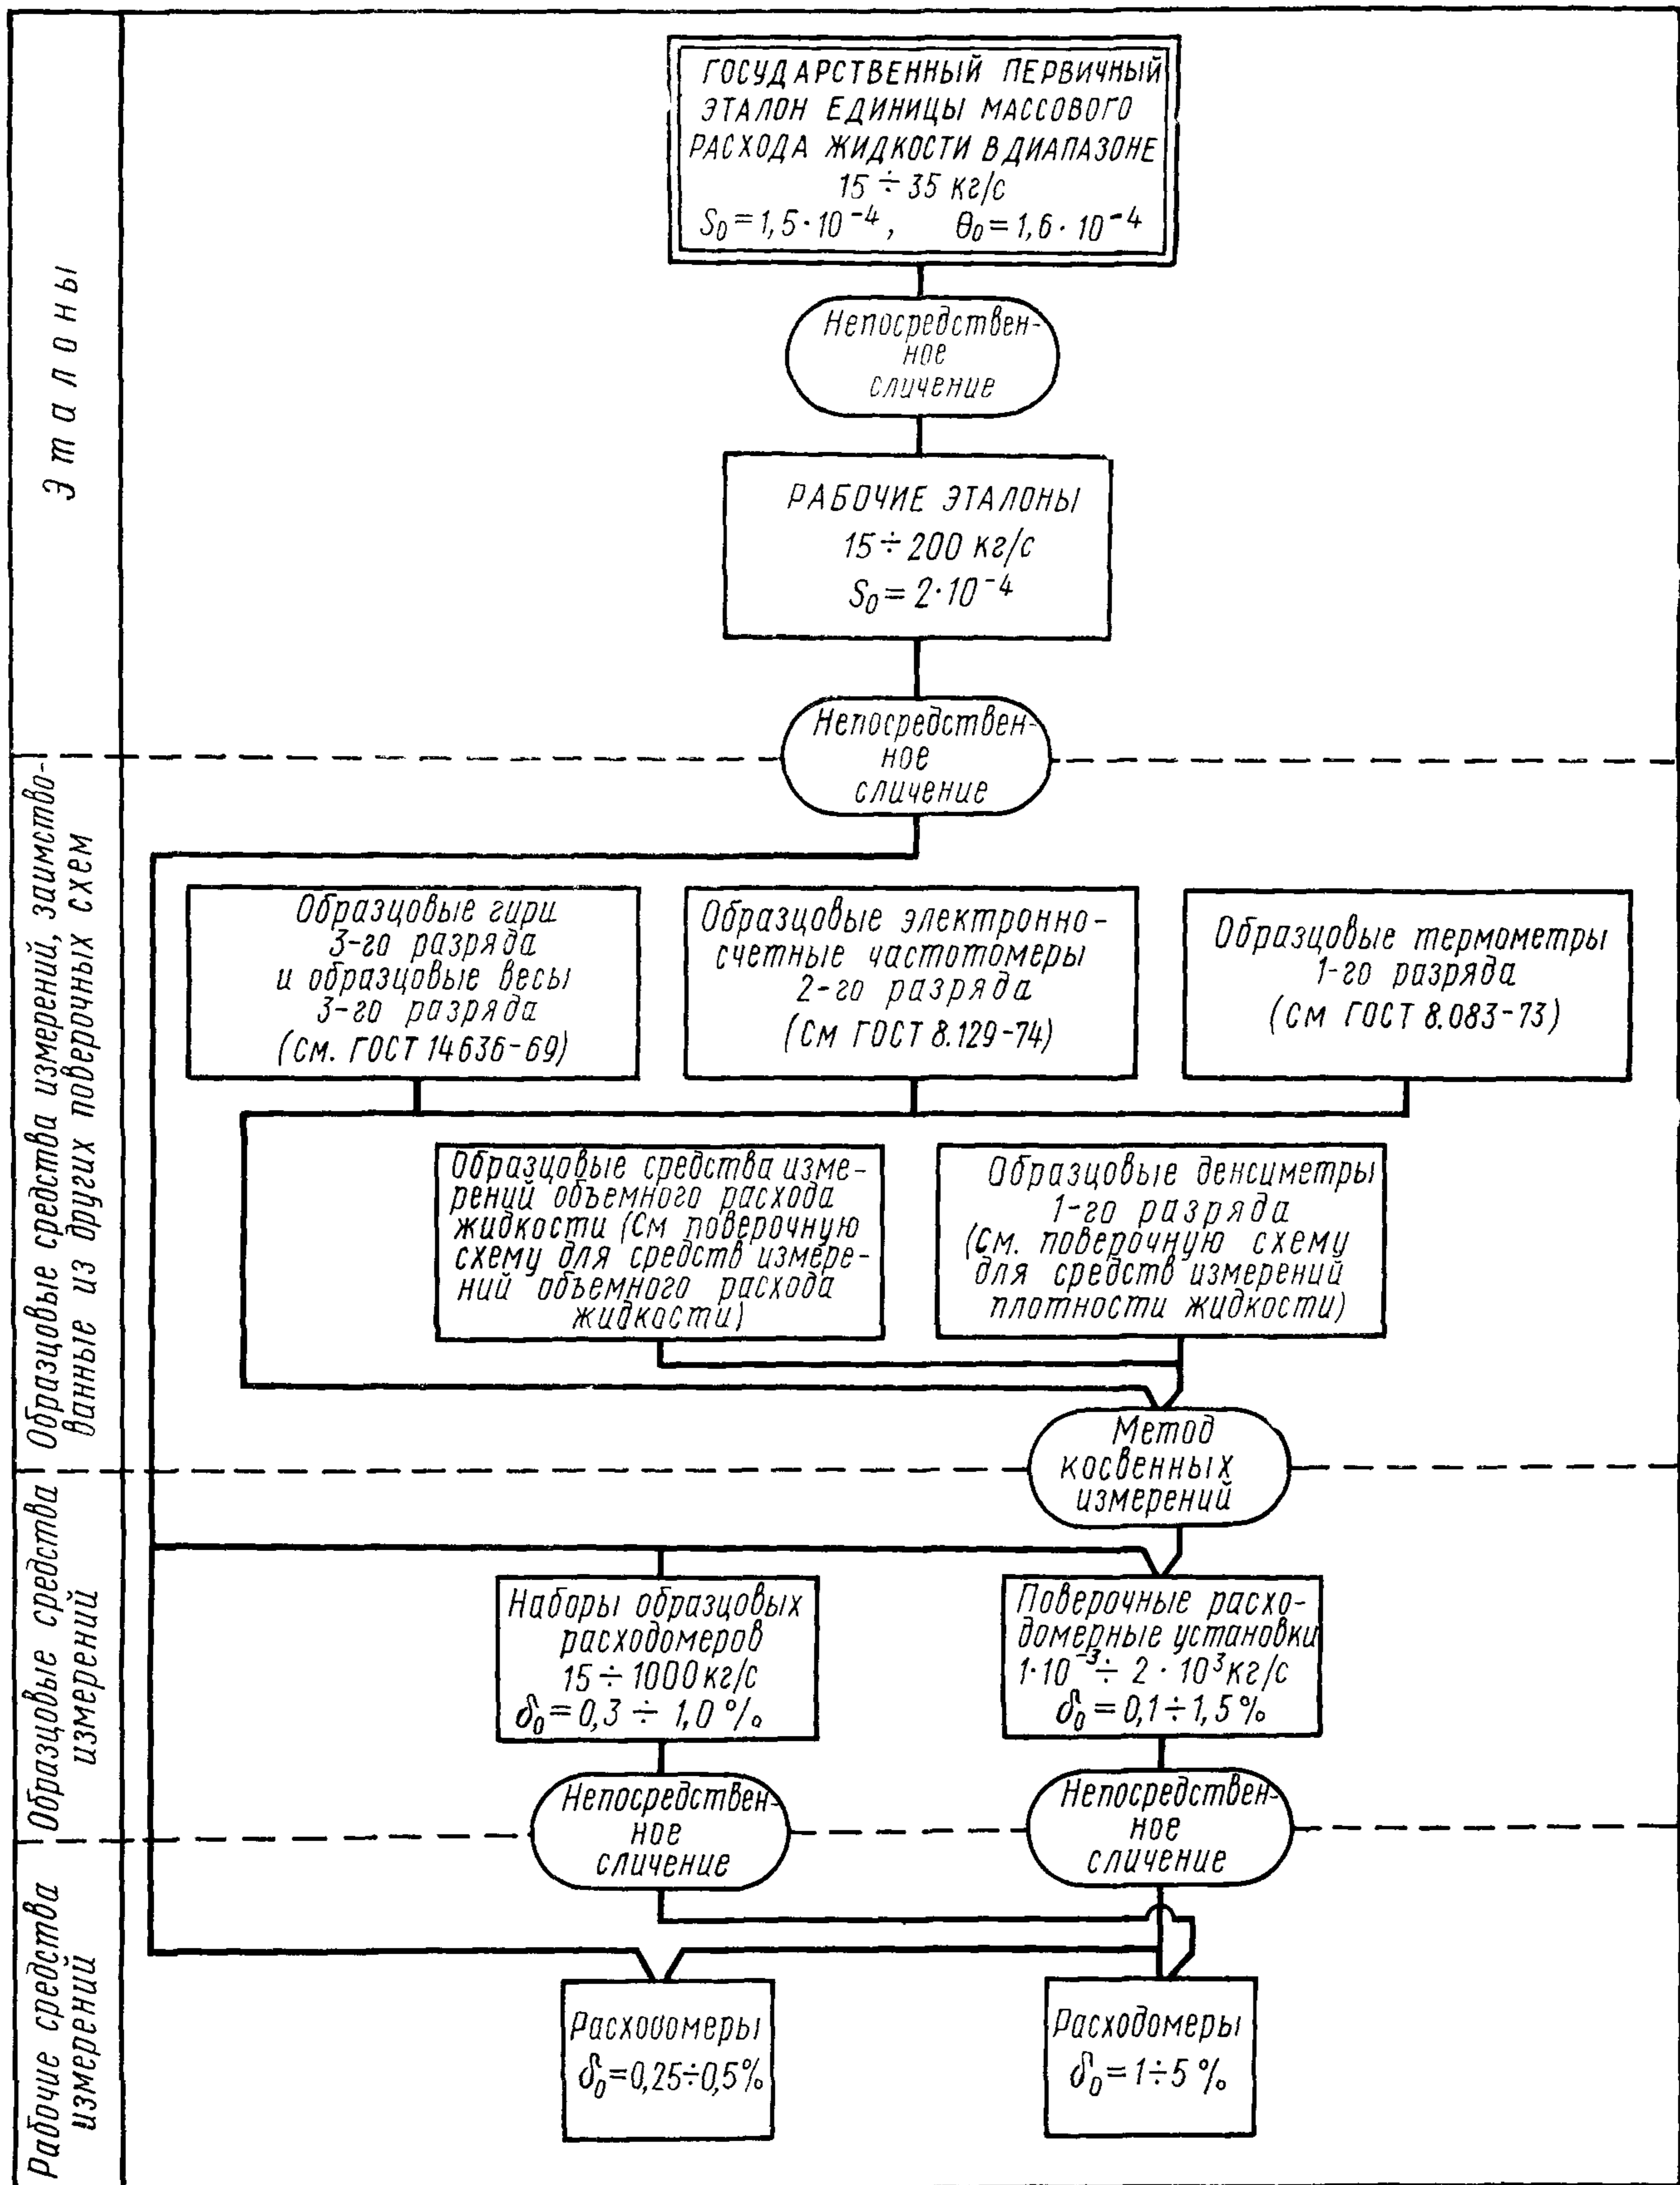 Эталоны
ГОСУДАРСТВЕННЫЙ ПЕРВИЧНЫЙ
ЭТАЛОН ЕДИНИЦЫ МАССОВОГО
РАСХОДА ЖИДКОСТИ В ДИАПАЗОНЕ
15 ÷ 35 кг/с
S₀ = 1,5·10⁻⁴, θ₀ = 1,6·10⁻⁴
Непосредствен-
ное
сличение
РАБОЧИЕ ЭТАЛОНЫ
15 ÷ 200 кг/с
S₀ = 2·10⁻⁴
Непосредствен-
ное
сличение
Образцовые средства измерений, заимство-
ванные из других поверочных схем
Образцовые гири
3-го разряда
и образцовые весы
3-го разряда
(см. ГОСТ 14636-69)
Образцовые электронно-
счетные частотомеры
2-го разряда
(См ГОСТ 8.129-74)
Образцовые термометры
1-го разряда
(см ГОСТ 8.083-73)
Образцовые средства изме-
рений объемного расхода
жидкости (См поверочную
схему для средств измере-
ний объемного расхода
жидкости)
Образцовые денсиметры
1-го разряда
(См. поверочную схему
для средств измерений
плотности жидкости)
Метод
косвенных
измерений
Образцовые средства
измерений
Наборы образцовых
расходомеров
15 ÷ 1000 кг/с
δ₀ = 0,3 ÷ 1,0 %
Поверочные расхо-
домерные установки
1·10⁻³ ÷ 2·10³ кг/с
δ₀ = 0,1 ÷ 1,5 %
Непосредствен-
ное
сличение
Непосредствен-
ное
сличение
Рабочие средства
измерений
Расходомеры
δ₀ = 0,25 ÷ 0,5 %
Расходомеры
δ₀ = 1 ÷ 5 %